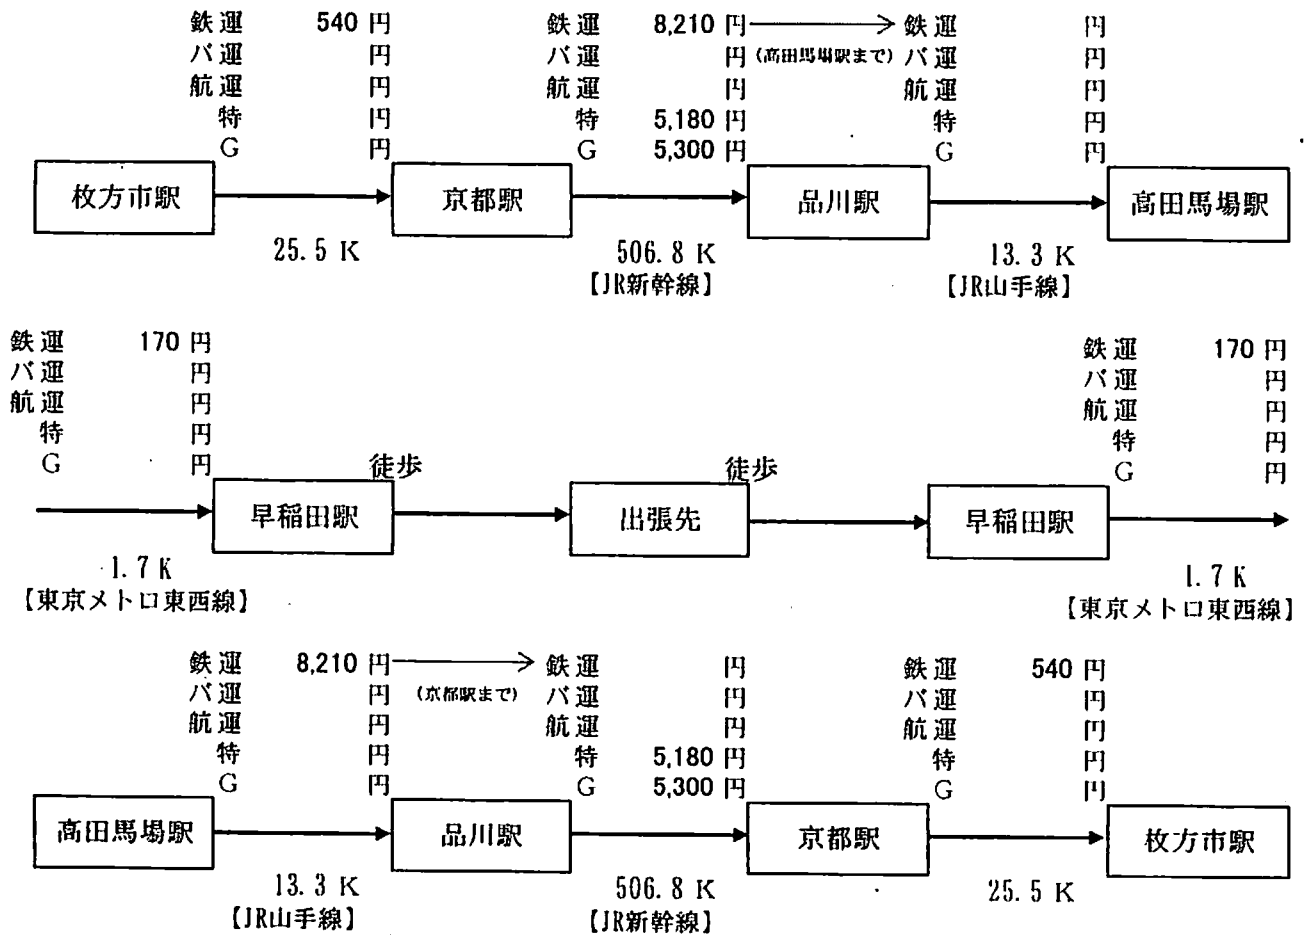 鉄運 540 円 鉄運 8,210 円 鉄運 円
バ運 円 バ運 円 (高田馬場駅まで) バ運 円
航運 円 航運 円 航運 円
特 円 特 5,180 円 特 円
G 円 G 5,300 円 G 円
枚方市駅 京都駅 品川駅 高田馬場駅
25.5 K 506.8 K 13.3 K
【JR新幹線】 【JR山手線】
鉄運 170 円 鉄運 170 円
バ運 円 バ運 円
航運 円 航運 円
特 円 特 円
G 円 徒歩 徒歩 G 円
早稲田駅 出張先 早稲田駅
1.7 K 1.7 K
【東京メトロ東西線】 【東京メトロ東西線】
鉄運 8,210 円 鉄運 円 鉄運 540 円
バ運 円 (京都駅まで) バ運 円 バ運 円
航運 円 航運 円 航運 円
特 円 特 5,180 円 特 円
G 円 G 5,300 円 G 円
高田馬場駅 品川駅 京都駅 枚方市駅
13.3 K 506.8 K 25.5 K
【JR山手線】 【JR新幹線】